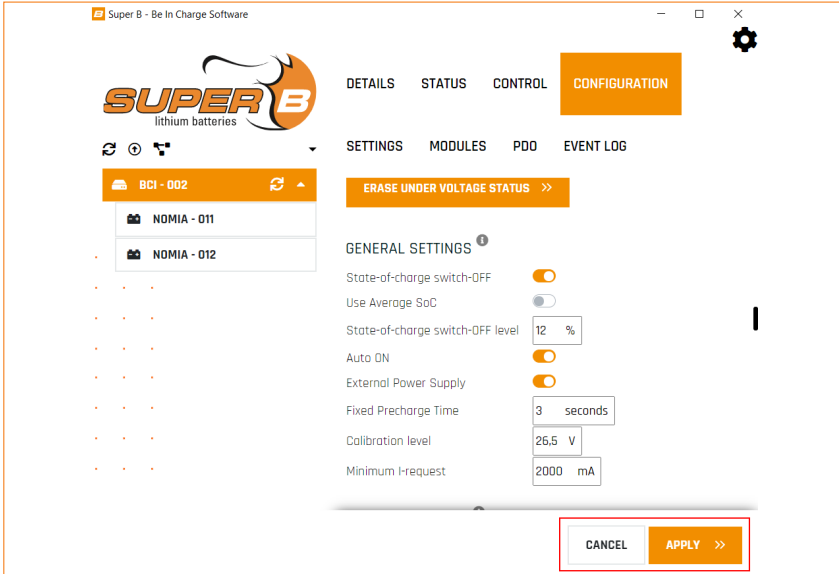 Super B - Be In Charge Software
SUPER B
lithium batteries
DETAILS STATUS CONTROL CONFIGURATION
SETTINGS MODULES PDO EVENT LOG
BCI - 002
NOMIA - 011
NOMIA - 012
ERASE UNDER VOLTAGE STATUS >>
GENERAL SETTINGS
State-of-charge switch-OFF
Use Average SoC
State-of-charge switch-OFF level 12 %
Auto ON
External Power Supply
Fixed Precharge Time 3 seconds
Calibration level 26,5 V
Minimum I-request 2000 mA
CANCEL APPLY >>